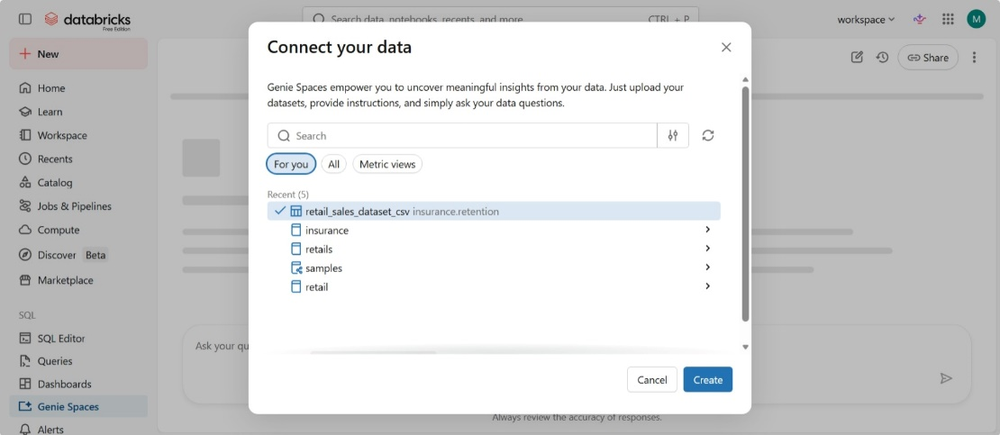 databricks
Free Edition
Search data, notebooks, recents, and more...
CTRL + P
workspace
M
New
Share
Home
Learn
Workspace
Recents
Catalog
Jobs & Pipelines
Compute
Discover Beta
Marketplace
SQL
SQL Editor
Queries
Dashboards
Genie Spaces
Alerts
Connect your data
Genie Spaces empower you to uncover meaningful insights from your data. Just upload your
datasets, provide instructions, and simply ask your data questions.
Search
For you
All
Metric views
Recent (5)
retail_sales_dataset_csv insurance.retention
insurance
retails
samples
retail
Cancel
Create
Ask your qu
Always review the accuracy of responses.